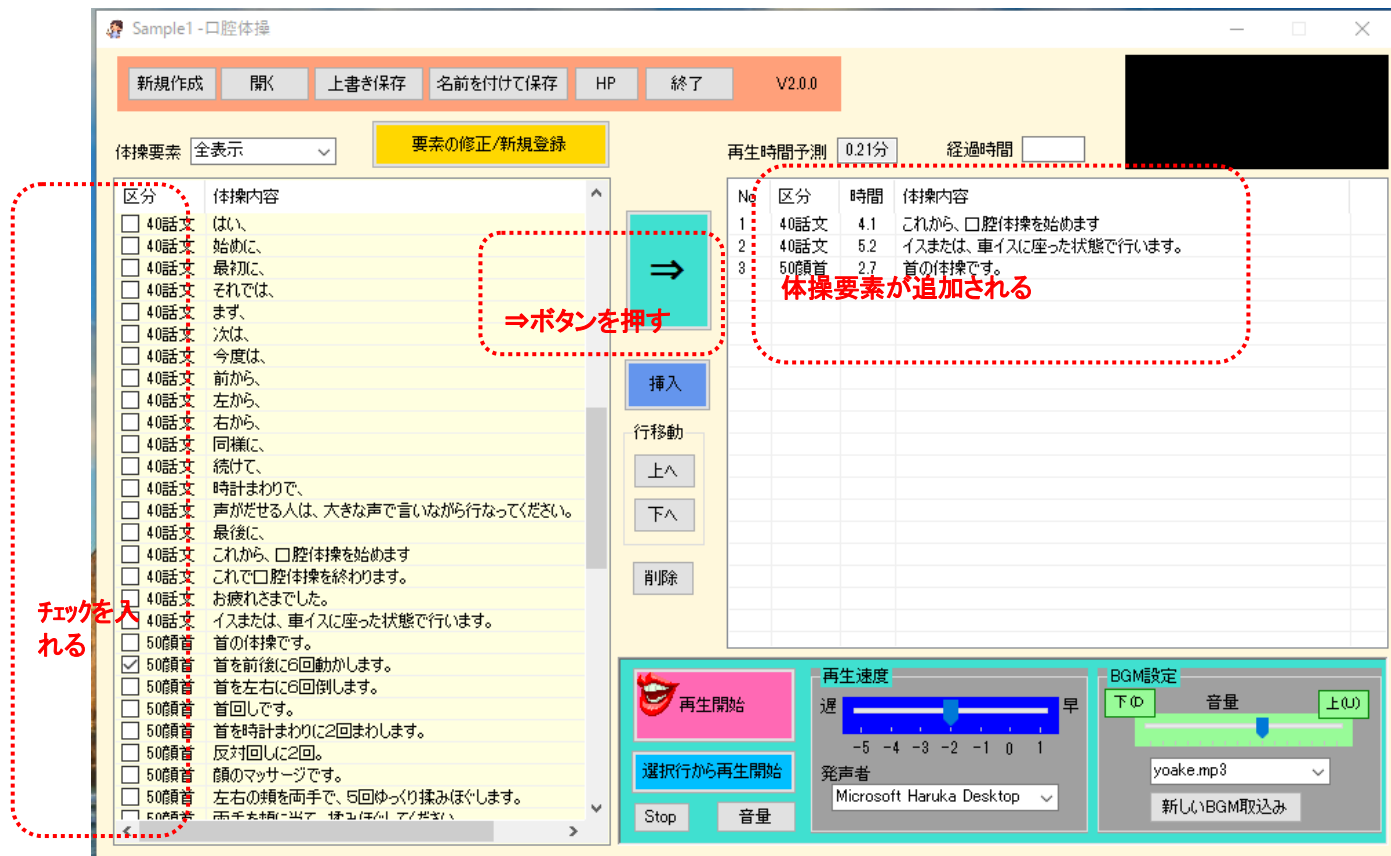 Sample1 -口腔体操
新規作成 開く 上書き保存 名前を付けて保存 HP 終了 V2.0.0
体操要素 全表示 要素の修正/新規登録
再生時間予測 0.21分 経過時間
区分 体操内容
40話文 はい、
40話文 始めに、
40話文 最初に、
40話文 それでは、
40話文 まず、
40話文 次は、
40話文 今度は、
40話文 前から、
40話文 左から、
40話文 右から、
40話文 同様に、
40話文 続けて、
40話文 時計まわりで、
40話文 声がだせる人は、大きな声で言いながら行なってください。
40話文 最後に、
40話文 これから、口腔体操を始めます
40話文 これで口腔体操を終わります。
40話文 お疲れさまでした。
40話文 イスまたは、車イスに座った状態で行います。
50顔首 首の体操です。
50顔首 首を前後に6回動かします。
50顔首 首を左右に6回倒します。
50顔首 首回しです。
50顔首 首を時計まわりに2回まわします。
50顔首 反対回しに2回。
50顔首 顔のマッサージです。
50顔首 左右の頬を両手で、5回ゆっくり揉みほぐします。
50顔首 両手を頬に当て、揉みほぐしてください
チェックを入
れる
⇒
⇒ボタンを押す
挿入
行移動
上へ
下へ
削除
No 区分 時間 体操内容
1 40話文 4.1 これから、口腔体操を始めます
2 40話文 5.2 イスまたは、車イスに座った状態で行います。
3 50顔首 2.7 首の体操です。
体操要素が追加される
再生開始
選択行から再生開始
Stop 音量
再生速度
遅 早
-5 -4 -3 -2 -1 0 1
発声者
Microsoft Haruka Desktop
BGM設定
下(D 音量 上(U)
yoake.mp3
新しいBGM取込み